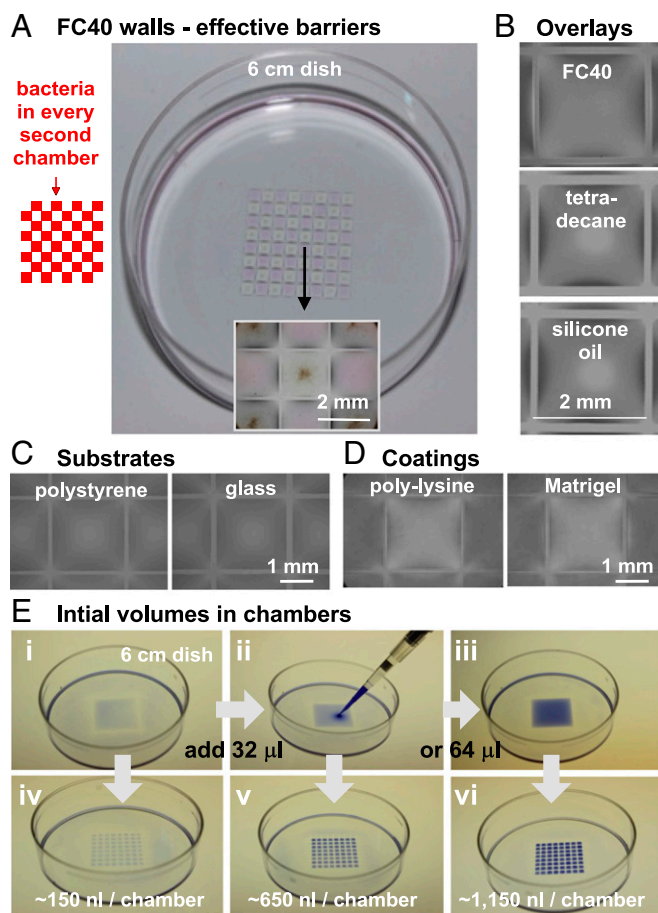 A FC40 walls - effective barriers
bacteria
in every
second
chamber
6 cm dish
2 mm
B Overlays
FC40
tetra-
decane
silicone
oil
2 mm
C Substrates
polystyrene
glass
1 mm
D Coatings
poly-lysine
Matrigel
1 mm
E Intial volumes in chambers
i
6 cm dish
ii
iii
add 32 µl
or 64 µl
iv
~150 nl / chamber
v
~650 nl / chamber
vi
~1,150 nl / chamber